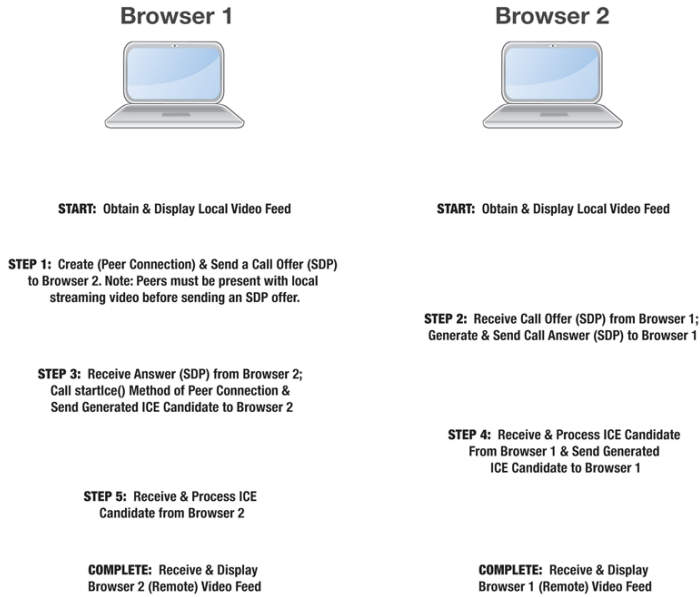 Browser 1
Browser 2
START: Obtain & Display Local Video Feed
START: Obtain & Display Local Video Feed
STEP 1: Create (Peer Connection) & Send a Call Offer (SDP)
to Browser 2. Note: Peers must be present with local
streaming video before sending an SDP offer.
STEP 2: Receive Call Offer (SDP) from Browser 1;
Generate & Send Call Answer (SDP) to Browser 1
STEP 3: Receive Answer (SDP) from Browser 2;
Call startIce() Method of Peer Connection &
Send Generated ICE Candidate to Browser 2
STEP 4: Receive & Process ICE Candidate
From Browser 1 & Send Generated
ICE Candidate to Browser 1
STEP 5: Receive & Process ICE
Candidate from Browser 2
COMPLETE: Receive & Display
Browser 2 (Remote) Video Feed
COMPLETE: Receive & Display
Browser 1 (Remote) Video Feed